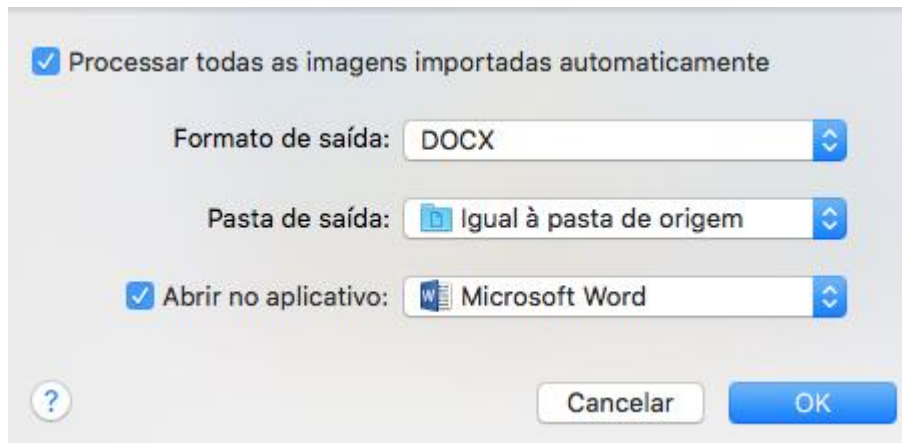 Processar todas as imagens importadas automaticamente
Formato de saída: DOCX
Pasta de saída: Igual à pasta de origem
Abrir no aplicativo: Microsoft Word
? Cancelar OK